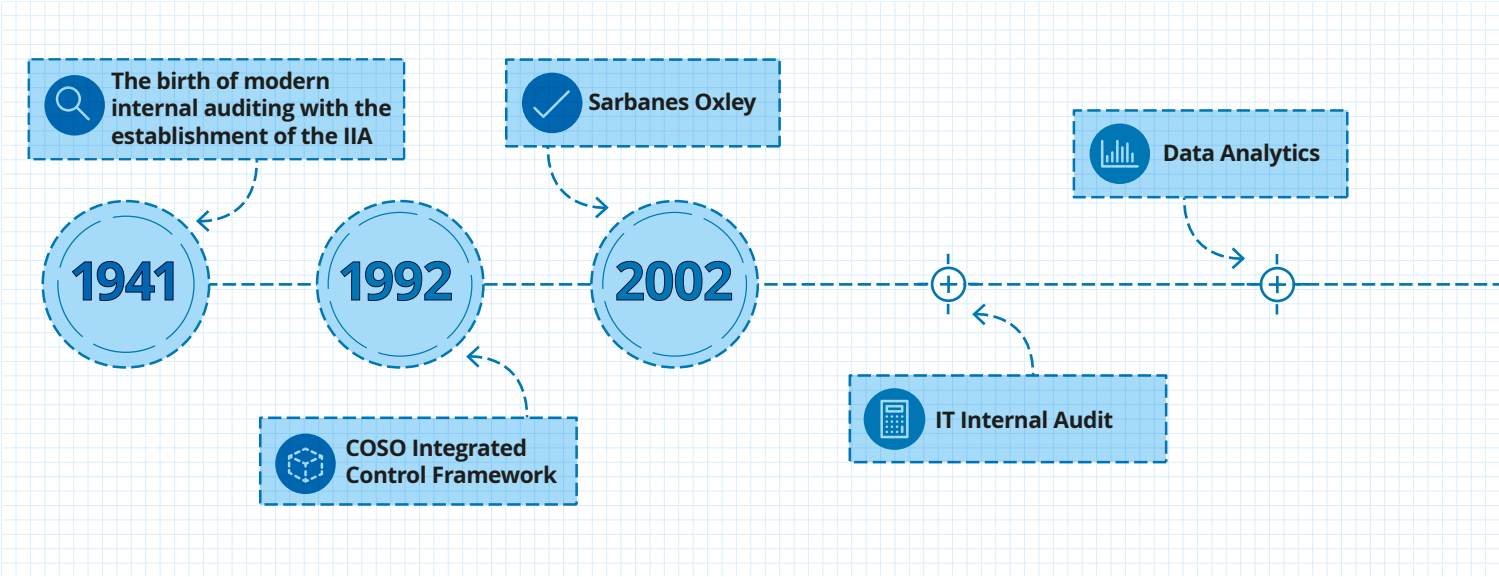 The birth of modern
internal auditing with the
establishment of the IIA
Sarbanes Oxley
Data Analytics
1941
1992
2002
IT Internal Audit
COSO Integrated
Control Framework